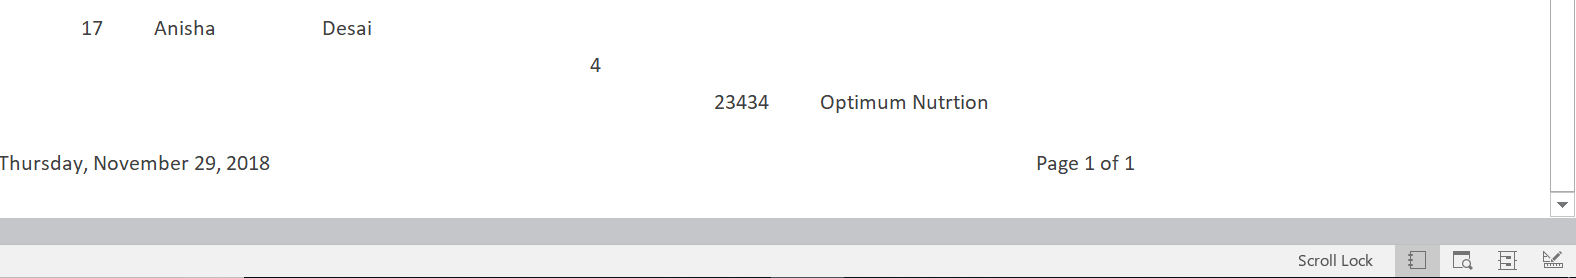 17 Anisha Desai
4
23434 Optimum Nutrtion
Thursday, November 29, 2018 Page 1 of 1
Scroll Lock